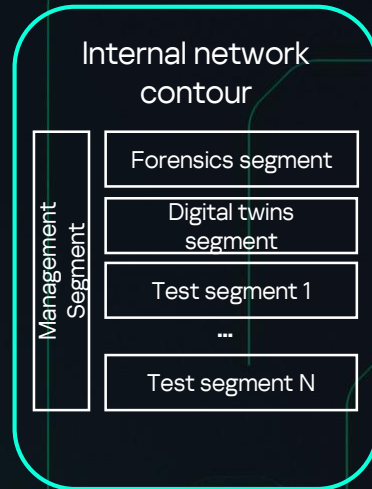 Internal network
contour
Management
Segment
Forensics segment
Digital twins
segment
Test segment 1
...
Test segment N